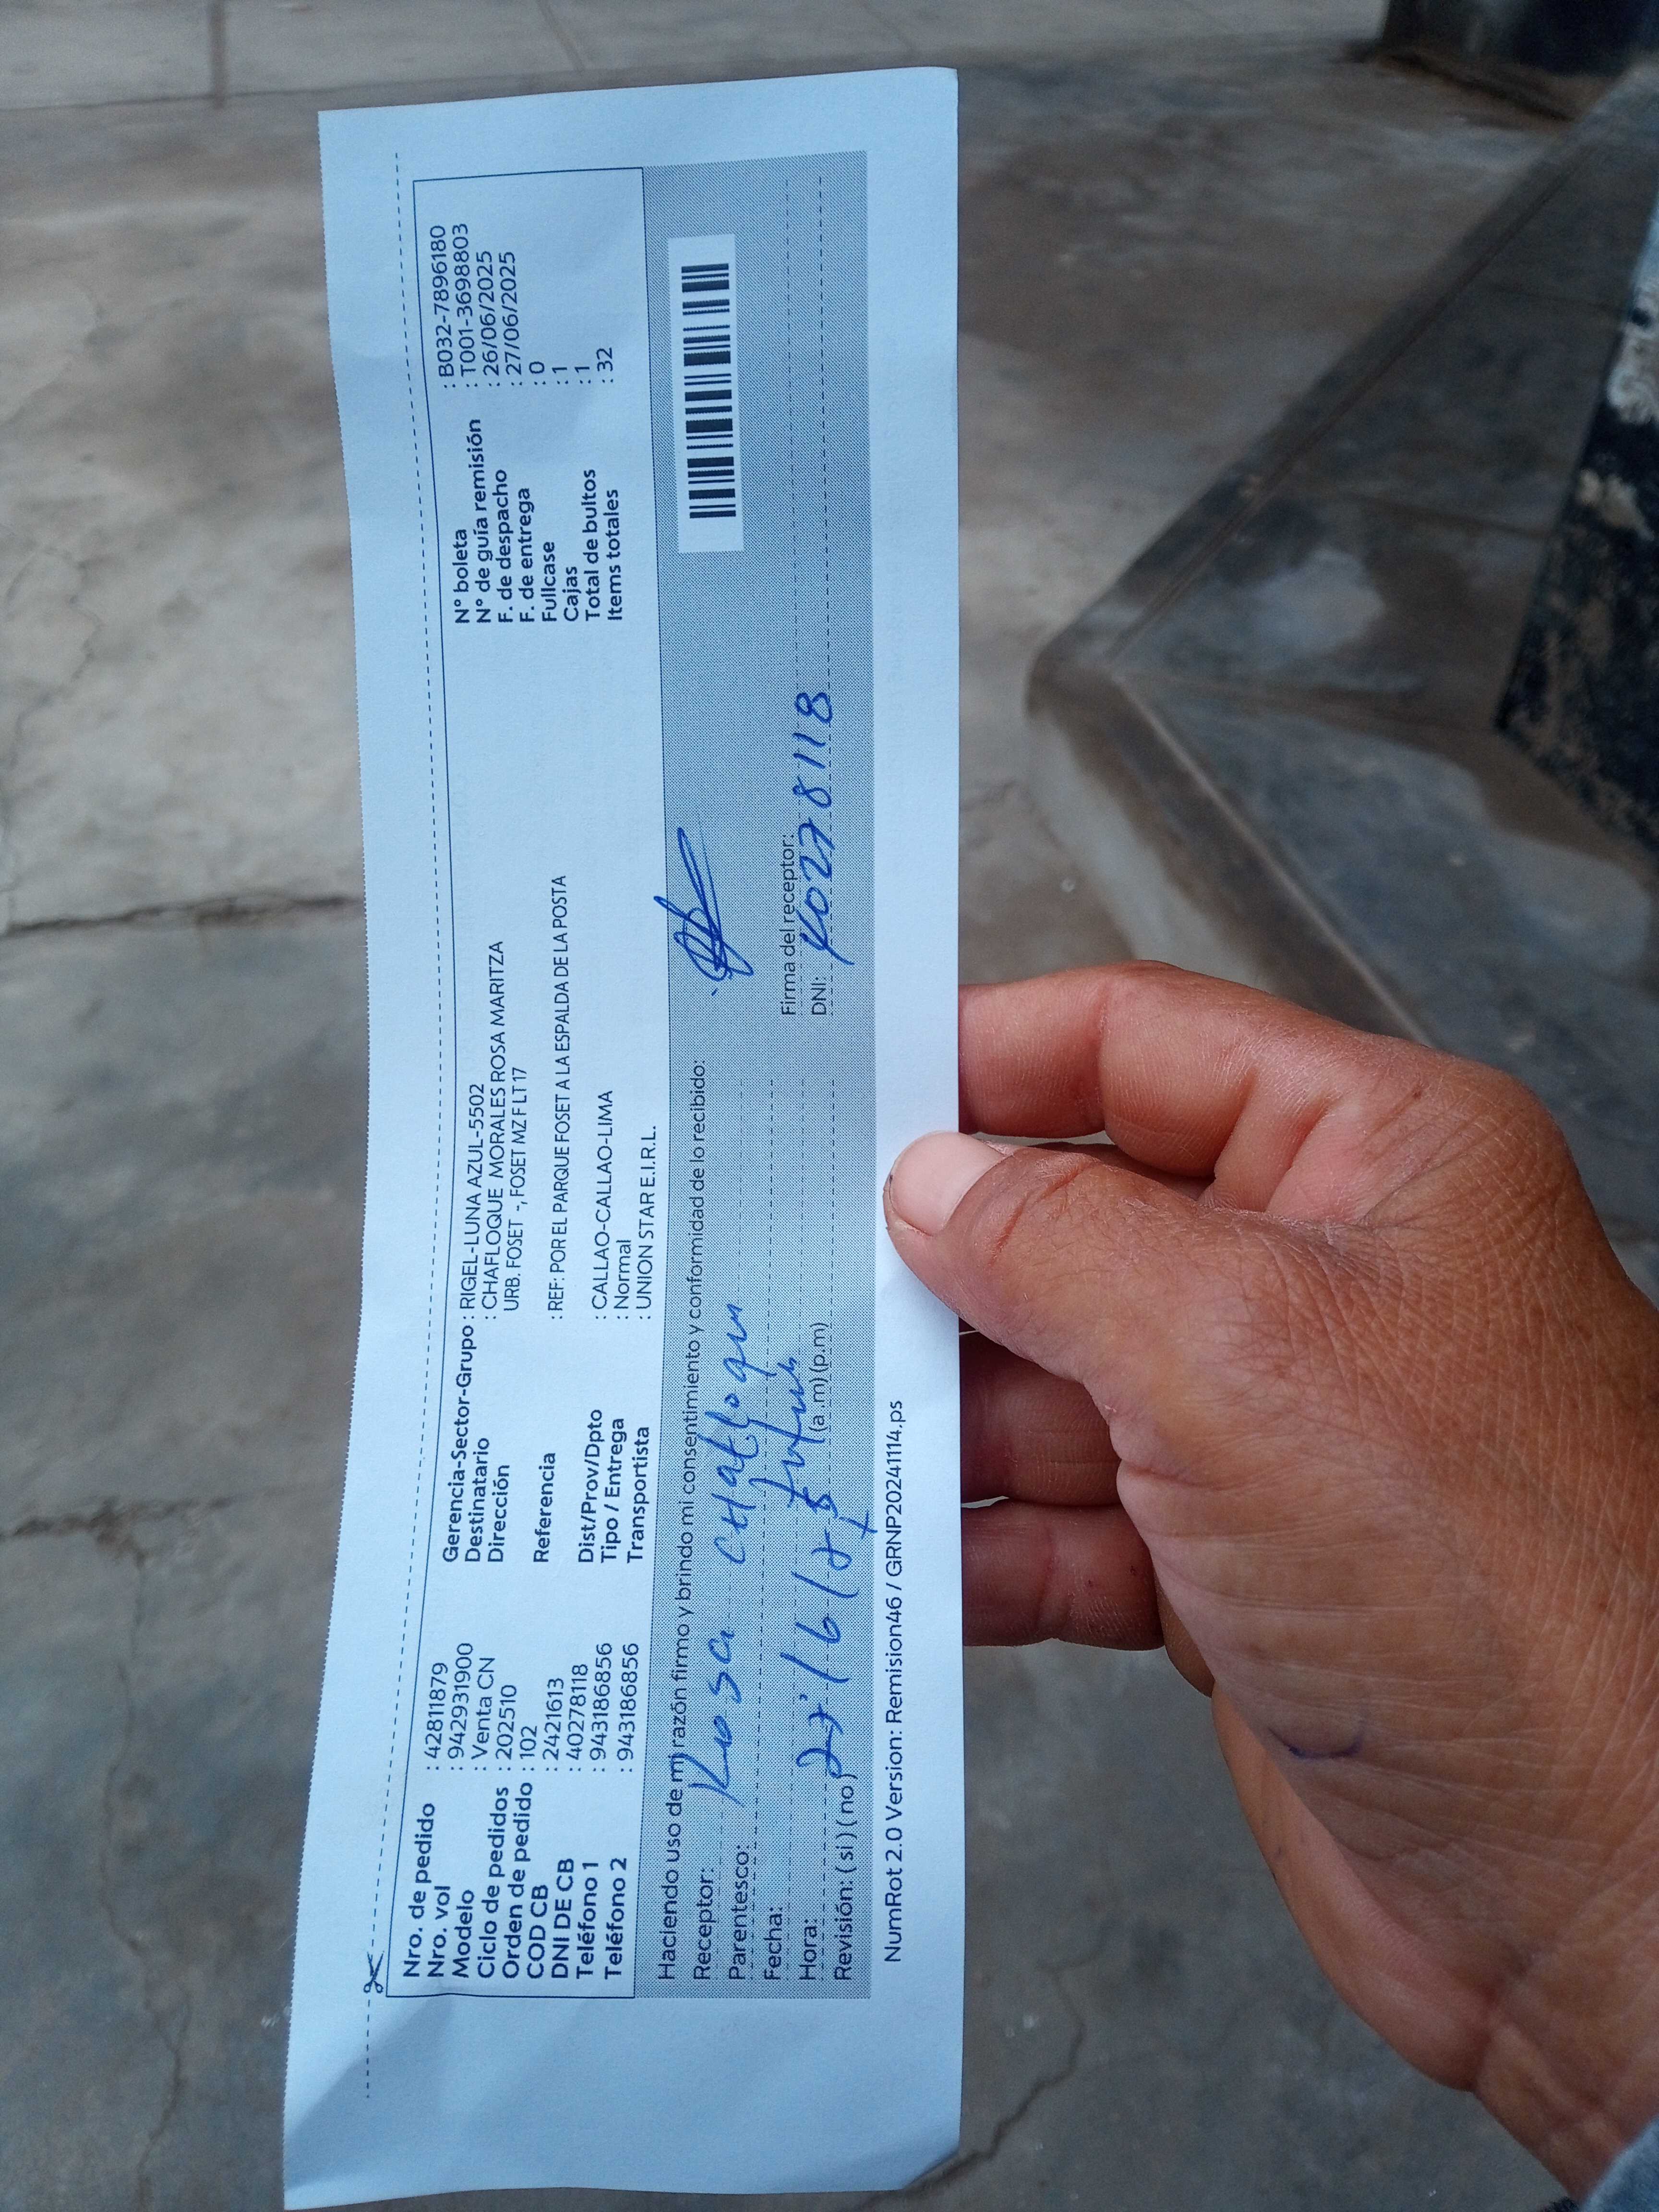 Nro. de pedido : 42811879
Nro. vol : 942931900
Modelo : Venta CN
Ciclo de pedidos : 202510
Orden de pedido : 102
COD CB : 2421613
DNI DE CB : 40278118
Teléfono 1 : 943186856
Teléfono 2 : 943186856
Gerencia-Sector-Grupo : RIGEL-LUNA AZUL-5502
Destinatario : CHAFLOQUE MORALES ROSA MARITZA
Dirección URB. FOSET -, FOSET MZ F LT 17
Referencia : REF: POR EL PARQUE FOSET A LA ESPALDA DE LA POSTA
Dist/Prov/Dpto : CALLAO-CALLAO-LIMA
Tipo / Entrega : Normal
Transportista : UNION STAR E.I.R.L.
N° boleta : B032-7896180
N° de guía remisión : T001-3698803
F. de despacho : 26/06/2025
F. de entrega : 27/06/2025
Fullcase : 0
Cajas : 1
Total de bultos : 1
Items totales : 32
Haciendo uso de mi razón firmo y brindo mi consentimiento y conformidad de lo recibido:
Receptor: Rosa
Parentesco:
Fecha:
Hora: 27/6/25 (a.m) (p.m)
Revisión: ( si ) ( no )
Firma del receptor:
DNI: 40278118
NumRot 2.0 Version: Remision46 / GRNP20241114.ps